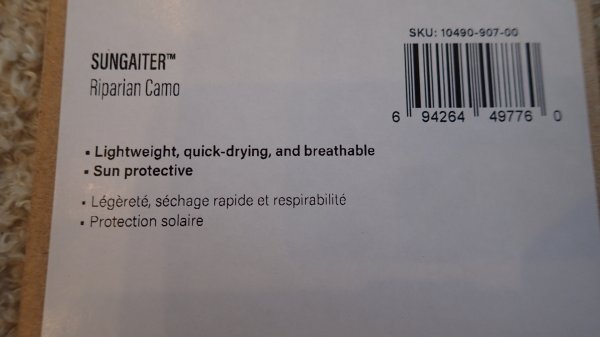 SKU: 10490-907-00
SUNGAITER™
Riparian Camo
6 94264 49776 0
• Lightweight, quick-drying, and breathable
• Sun protective
• Légèreté, séchage rapide et respirabilité
• Protection solaire